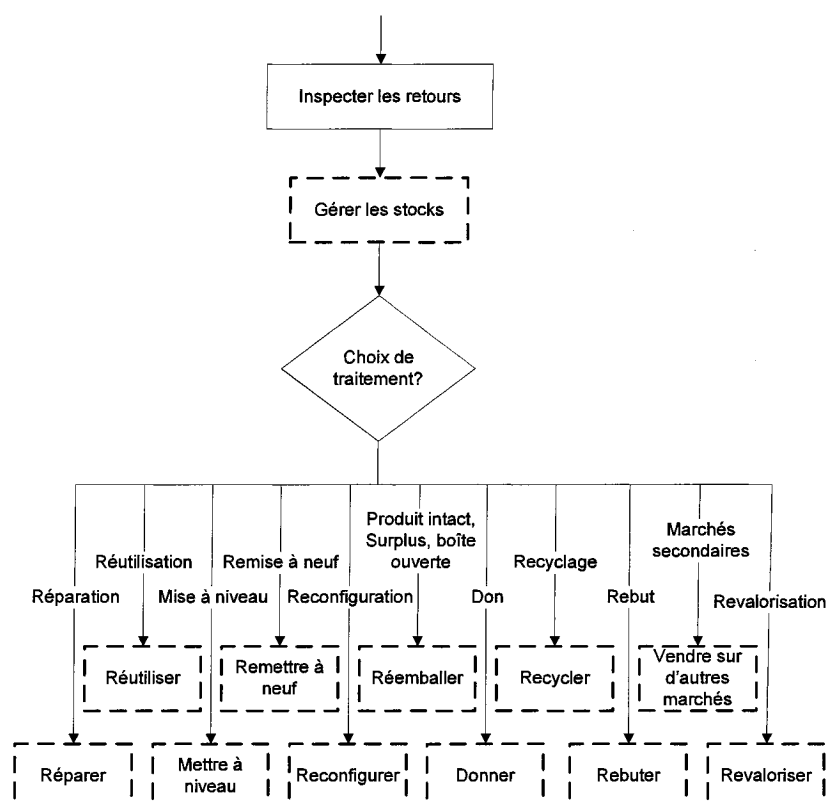 Inspecter les retours
Gérer les stocks
Choix de
traitement?
Produit intact,
Surplus, boîte
ouverte
Marchés
secondaires
Réutilisation
Remise à neuf
Recyclage
Réparation
Mise à niveau
Reconfiguration
Don
Rebut
Revalorisation
Réutiliser
Remettre à
neuf
Réemballer
Recycler
Vendre sur
d'autres
marchés
Réparer
Mettre à
niveau
Reconfigurer
Donner
Rebuter
Revaloriser